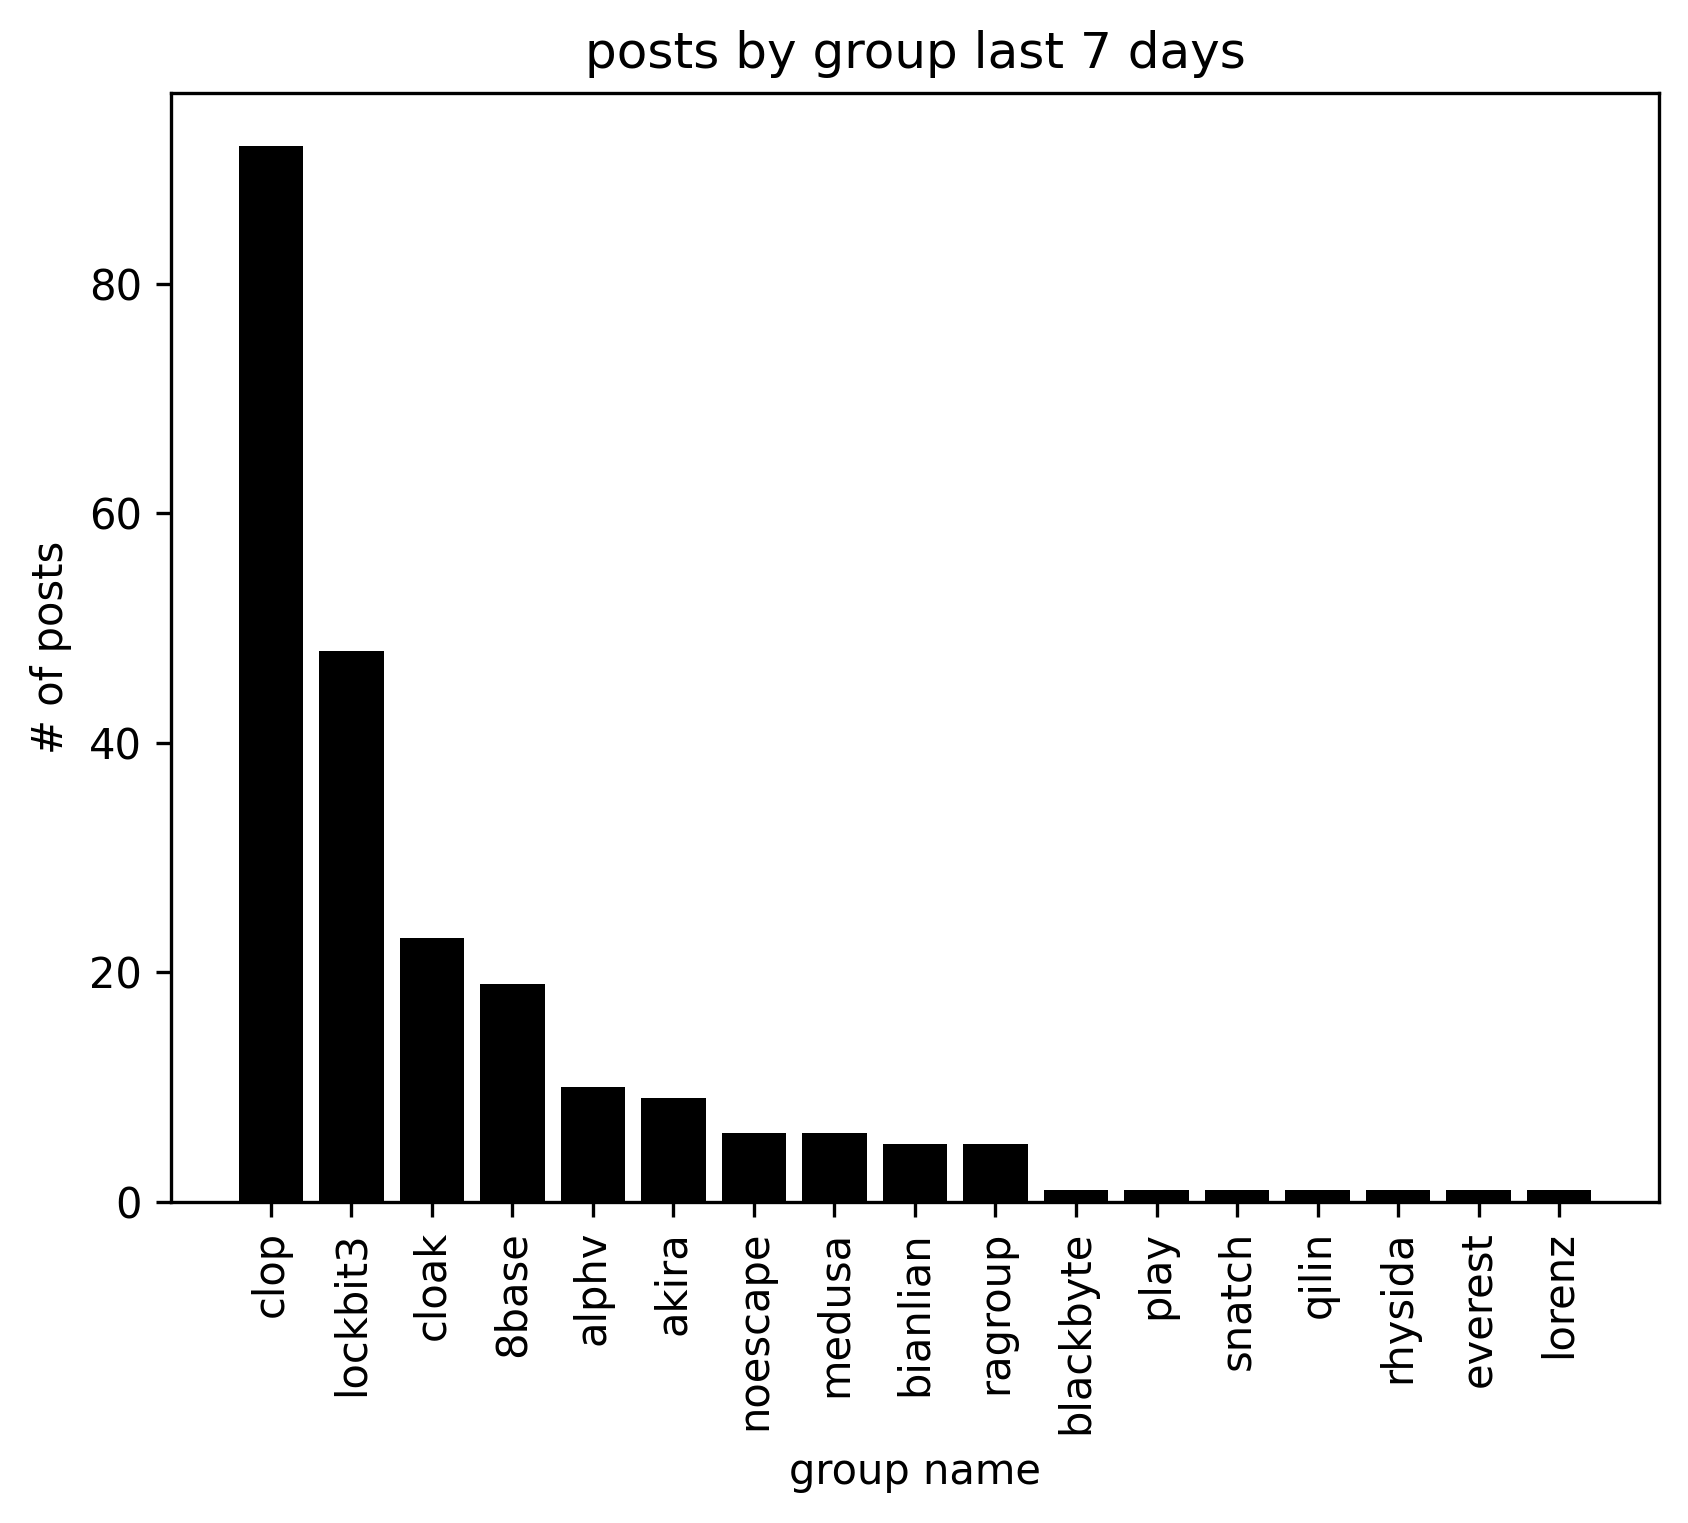 posts by group last 7 days
# of posts
80
60
40
20
0
clop
lockbit3
cloak
8base
alphv
akira
noescape
medusa
bianlian
ragroup
blackbyte
play
snatch
qilin
rhysida
everest
lorenz
group name